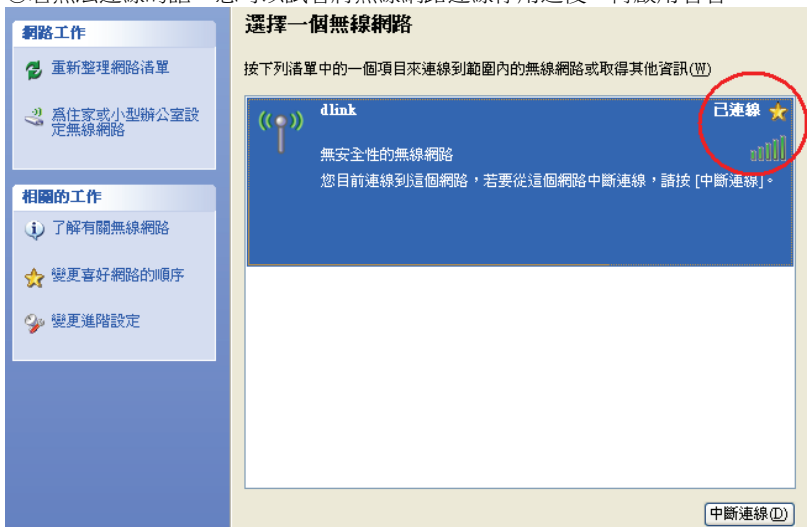 選擇一個無線網路
網路工作
重新整理網路清單
為住家或小型辦公室設
定無線網路
相關的工作
了解有關無線網路
變更喜好網路的順序
變更進階設定
按下列清單中的一個項目來連線到範圍內的無線網路或取得其他資訊(W)
dlink
已連線
無安全性的無線網路
您目前連線到這個網路，若要從這個網路中斷連線，請按 [中斷連線]。
中斷連線(D)